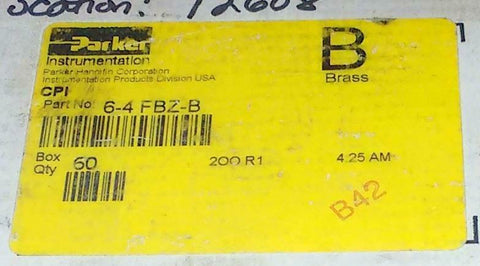 Location: 12608
Parker
Instrumentation
Parker Hannifin Corporation
Instrumentation Products Division USA
CPI
Part No: 6-4 FBZ-B
B
Brass
Box Qty 60 200 R1 4.25 AM
B42